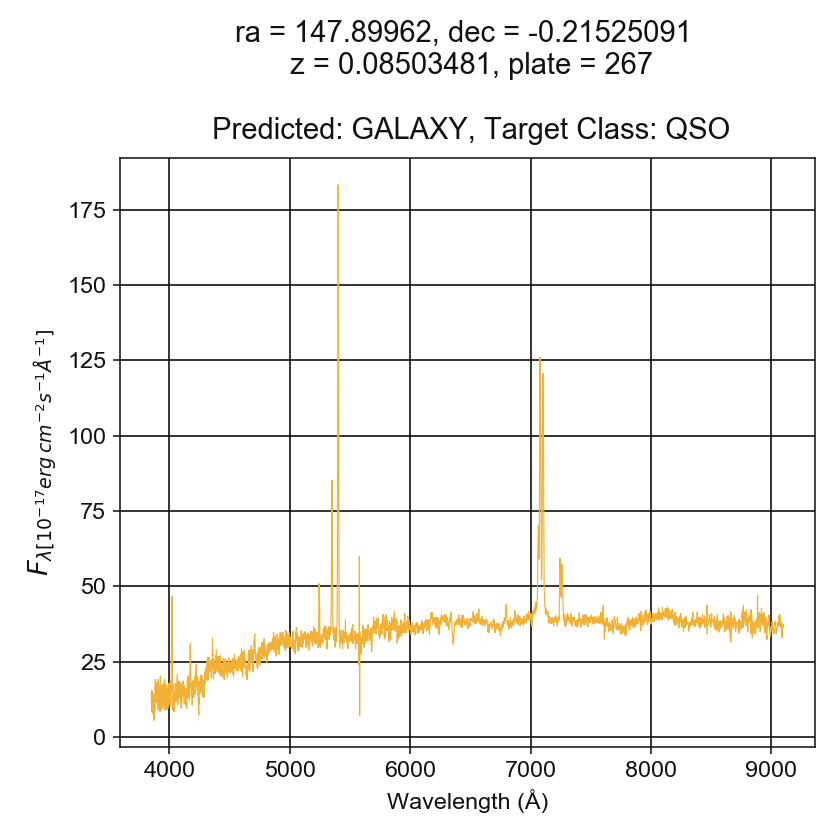 ra = 147.89962, dec = -0.21525091
z = 0.08503481, plate = 267
Predicted: GALAXY, Target Class: QSO
175
150
125
100
75
50
25
0
F_{λ[10^{-17} erg cm^{-2} s^{-1} Å^{-1}]}
4000 5000 6000 7000 8000 9000
Wavelength (Å)